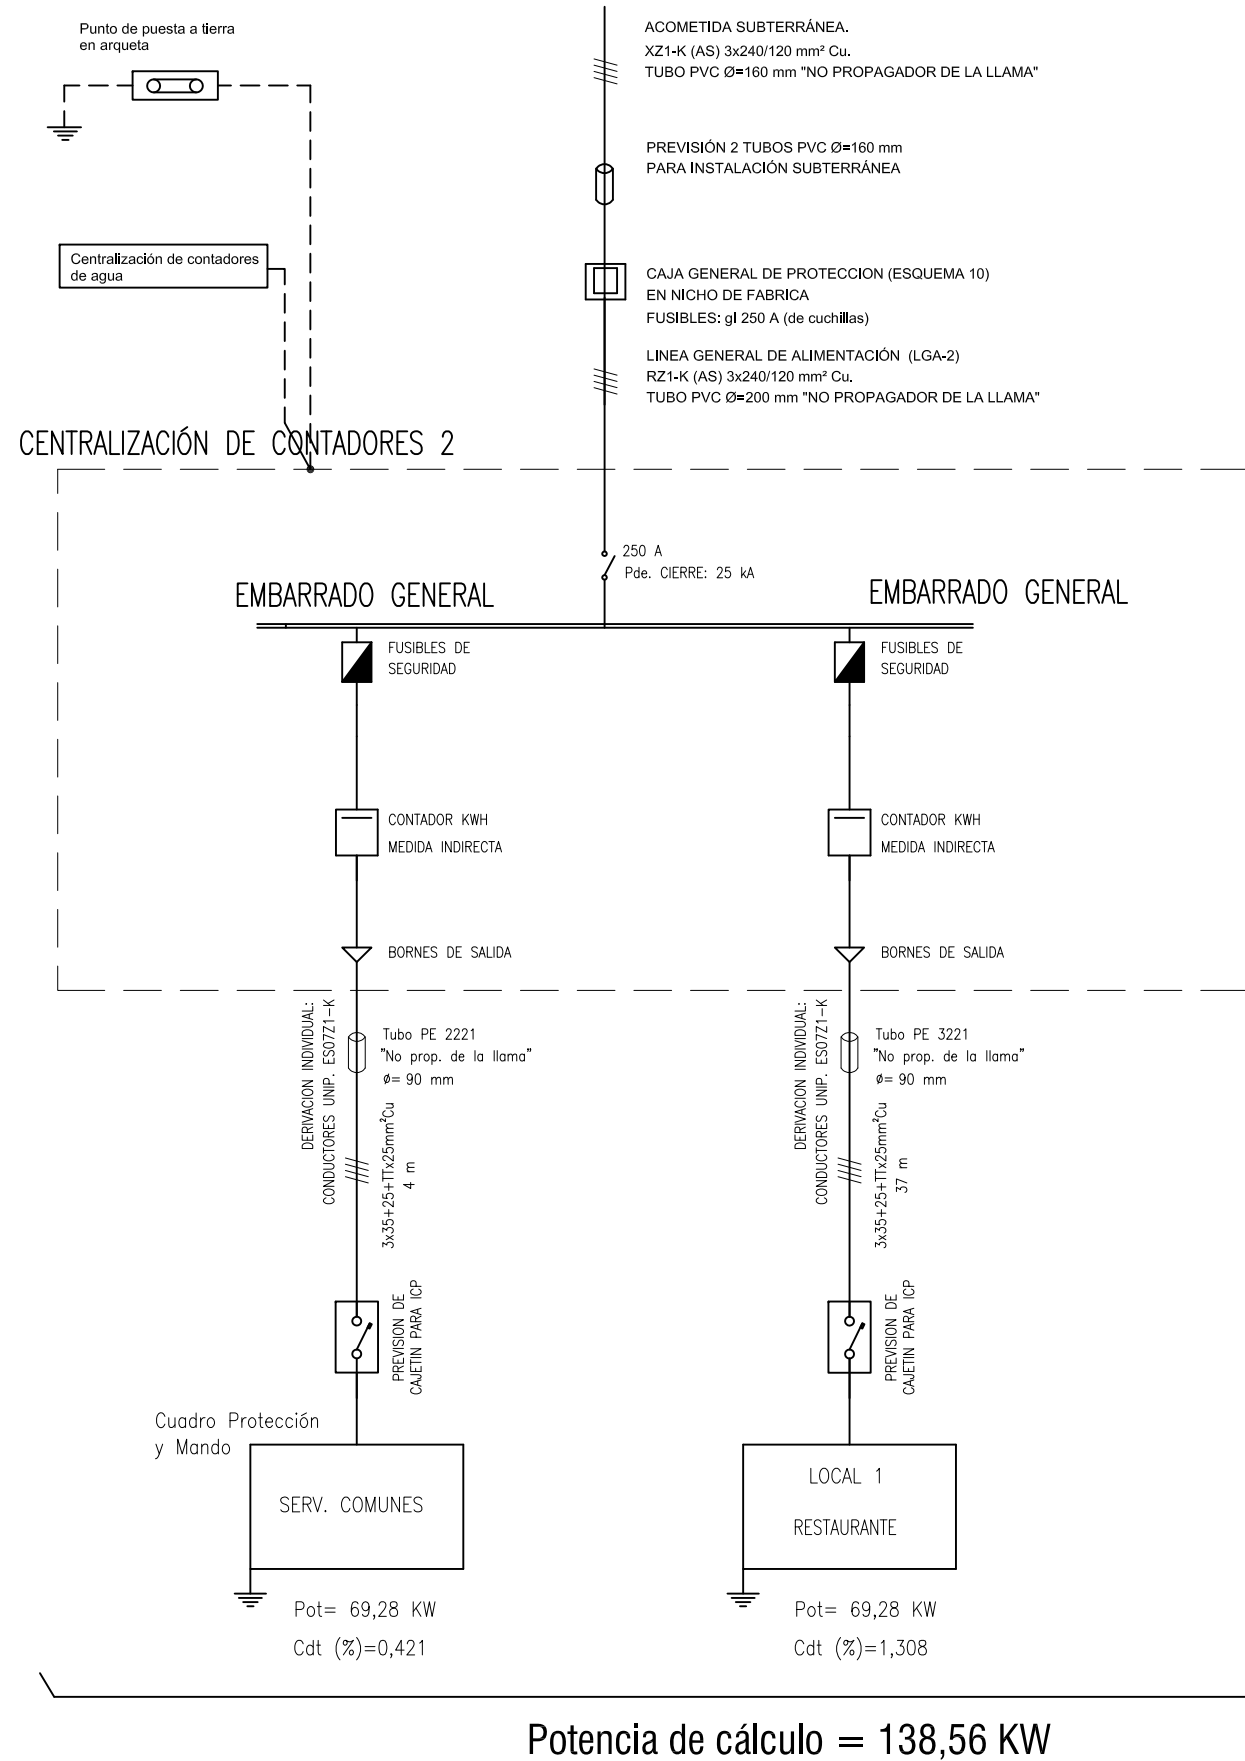 Punto de puesta a tierra
en arqueta
ACOMETIDA SUBTERRÁNEA.
XZ1-K (AS) 3x240/120 mm² Cu.
TUBO PVC Ø=160 mm "NO PROPAGADOR DE LA LLAMA"
PREVISIÓN 2 TUBOS PVC Ø=160 mm
PARA INSTALACIÓN SUBTERRÁNEA
Centralización de contadores
de agua
CAJA GENERAL DE PROTECCION (ESQUEMA 10)
EN NICHO DE FABRICA
FUSIBLES: gl 250 A (de cuchillas)
LINEA GENERAL DE ALIMENTACIÓN (LGA-2)
RZ1-K (AS) 3x240/120 mm² Cu.
TUBO PVC Ø=200 mm "NO PROPAGADOR DE LA LLAMA"
CENTRALIZACIÓN DE CONTADORES 2
250 A
Pde. CIERRE: 25 kA
EMBARRADO GENERAL
EMBARRADO GENERAL
FUSIBLES DE
SEGURIDAD
FUSIBLES DE
SEGURIDAD
CONTADOR KWH
MEDIDA INDIRECTA
CONTADOR KWH
MEDIDA INDIRECTA
BORNES DE SALIDA
BORNES DE SALIDA
DERIVACION INDIVIDUAL:
CONDUCTORES UNIP. ES07Z1-K
Tubo PE 2221
"No prop. de la llama"
ø= 90 mm
3x35+25+TTx25mm²Cu
4 m
DERIVACION INDIVIDUAL:
CONDUCTORES UNIP. ES07Z1-K
Tubo PE 3221
"No prop. de la llama"
ø= 90 mm
3x35+25+TTx25mm²Cu
37 m
PREVISION DE
CAJETIN PARA ICP
PREVISION DE
CAJETIN PARA ICP
Cuadro Protección
y Mando
SERV. COMUNES
LOCAL 1
RESTAURANTE
Pot= 69,28 KW
Cdt (%)=0,421
Pot= 69,28 KW
Cdt (%)=1,308
Potencia de cálculo = 138,56 KW